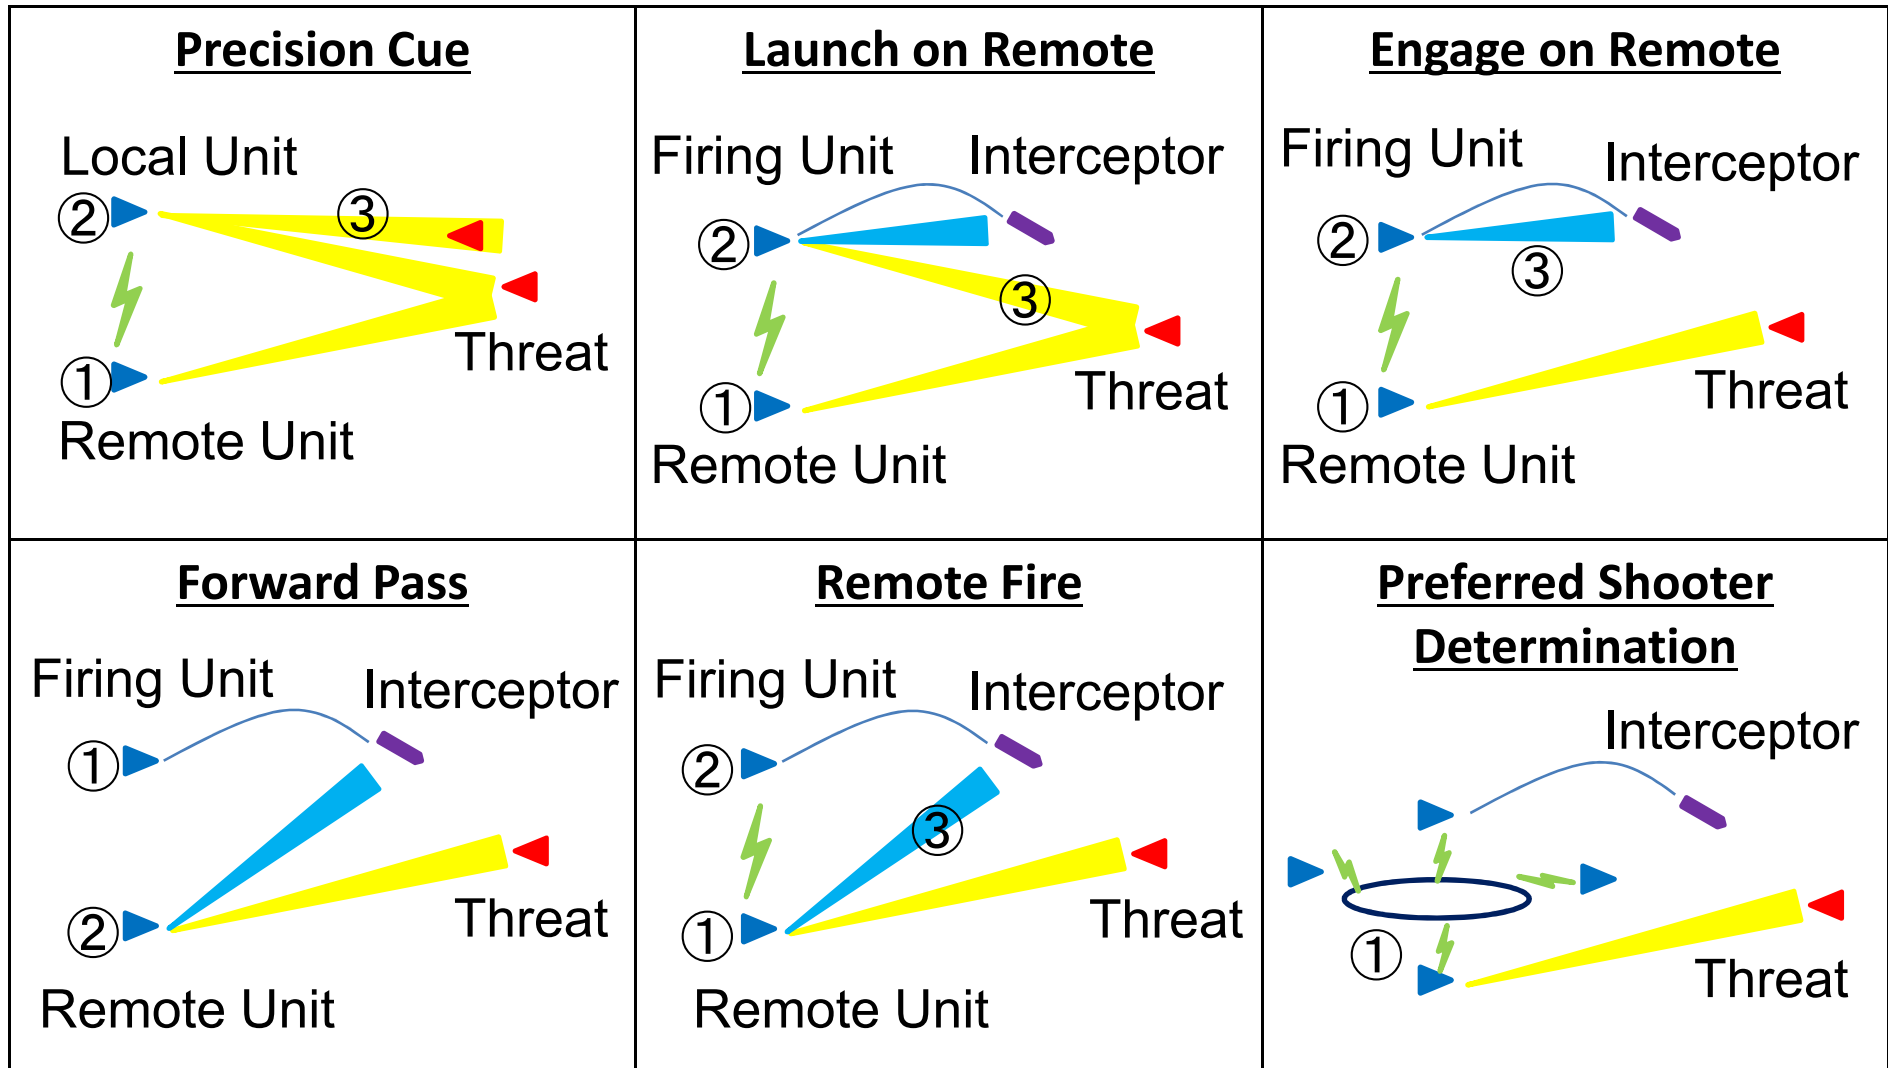 Precision Cue
Local Unit
②
③
Threat
①
Remote Unit
Launch on Remote
Firing Unit
Interceptor
②
③
Threat
①
Remote Unit
Engage on Remote
Firing Unit
Interceptor
②
③
Threat
①
Remote Unit
Forward Pass
Firing Unit
Interceptor
①
Threat
②
Remote Unit
Remote Fire
Firing Unit
Interceptor
②
③
Threat
①
Remote Unit
Preferred Shooter
Determination
Interceptor
①
Threat